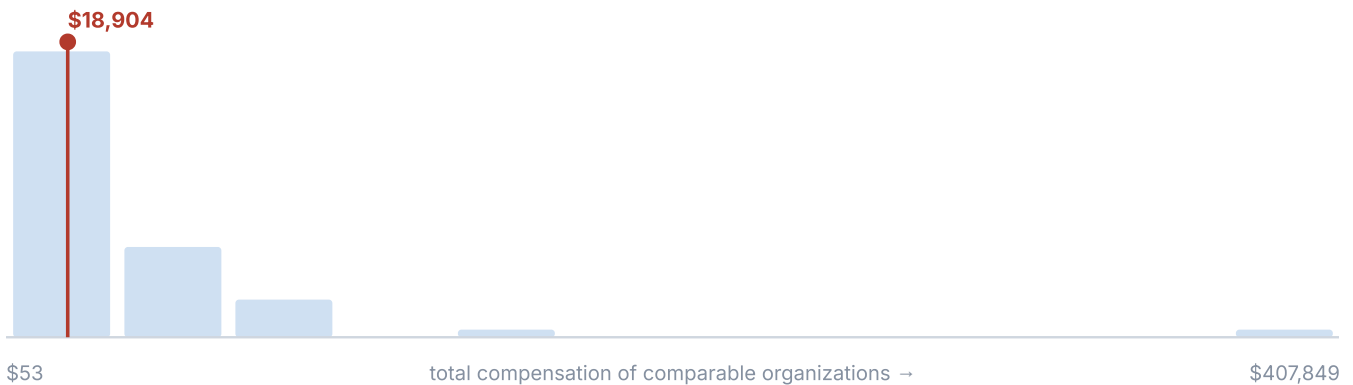 $18,904
$53
total compensation of comparable organizations →
$407,849